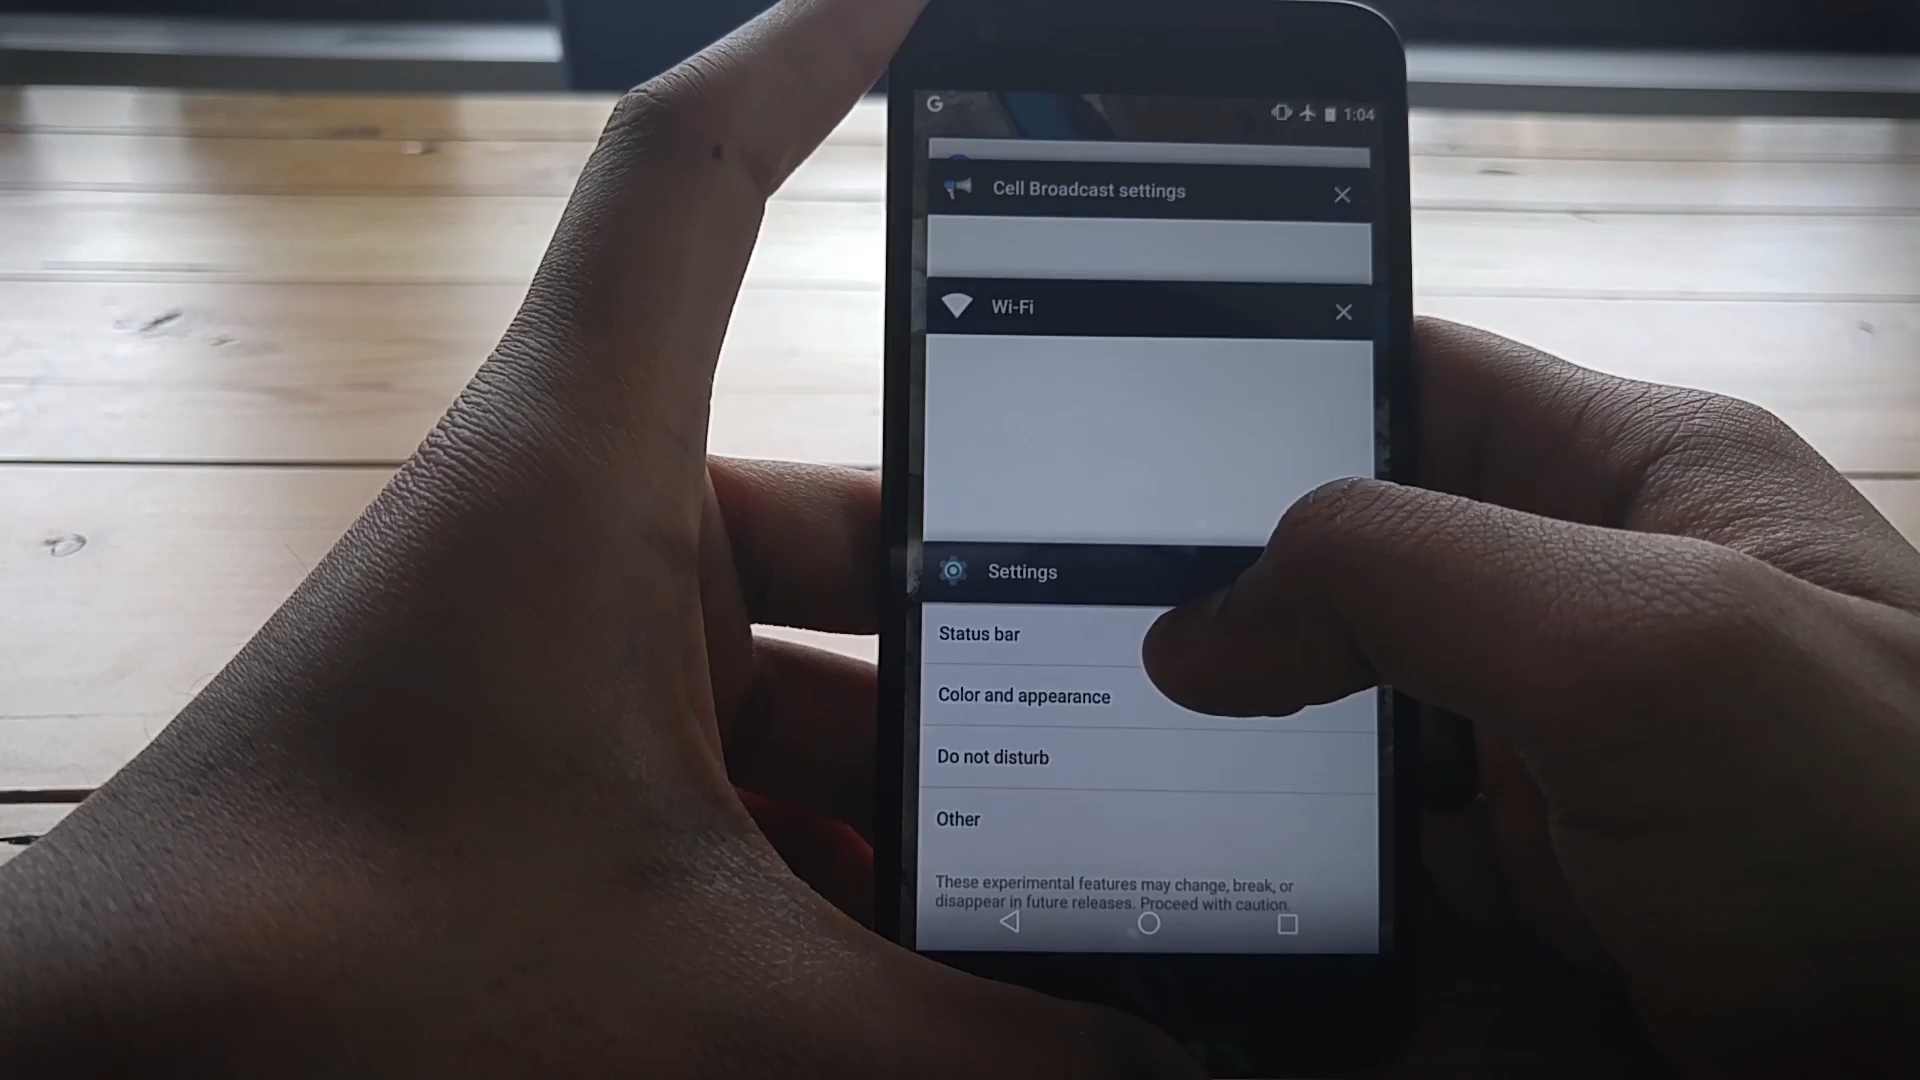 G
1:04
Cell Broadcast settings
Wi-Fi
Settings
Status bar
Color and appearance
Do not disturb
Other
These experimental features may change, break, or
disappear in future releases. Proceed with caution.